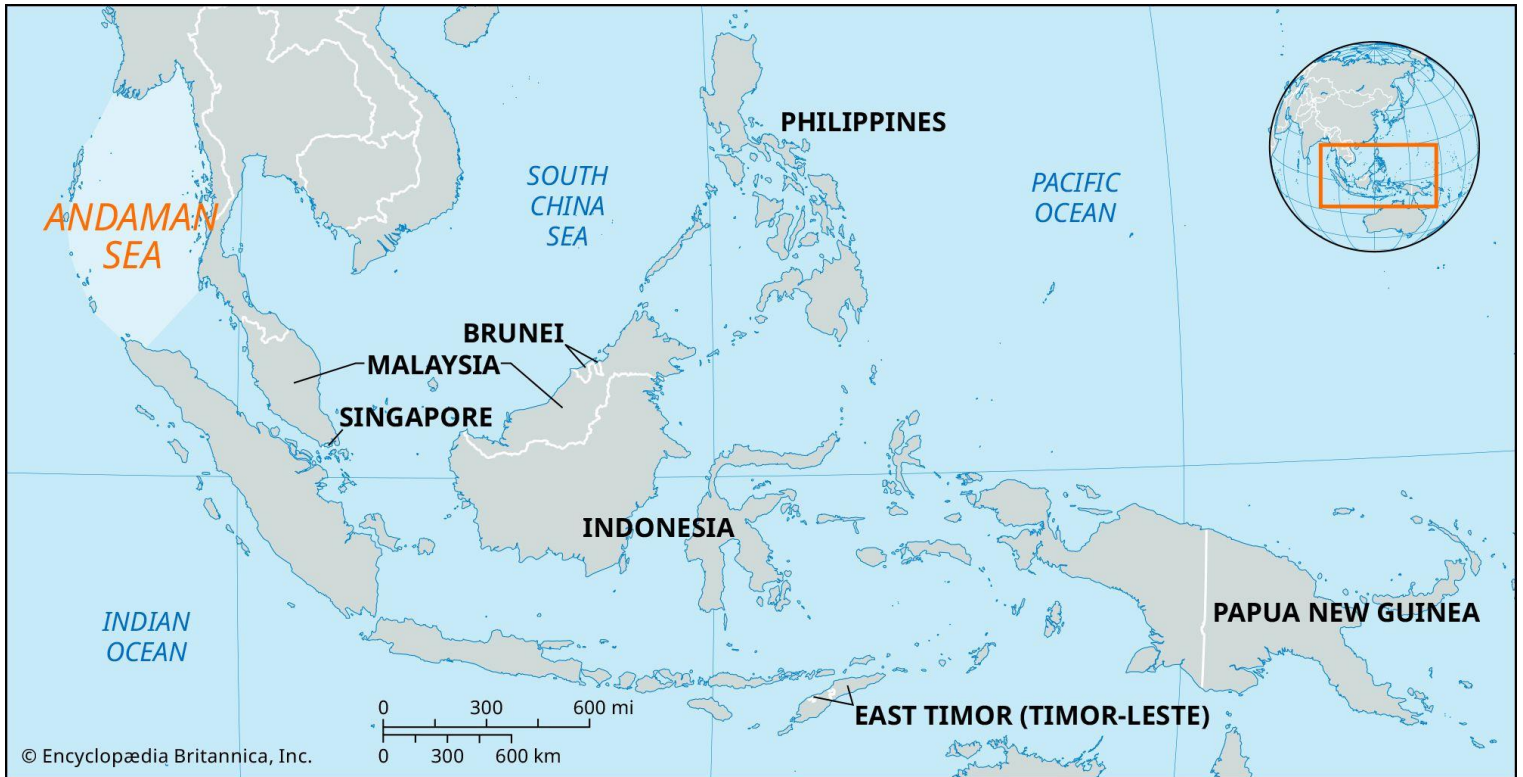 PHILIPPINES
SOUTH
CHINA
SEA
PACIFIC
OCEAN
ANDAMAN
SEA
BRUNEI
MALAYSIA
SINGAPORE
INDONESIA
INDIAN
OCEAN
PAPUA NEW GUINEA
EAST TIMOR (TIMOR-LESTE)
0 300 600 mi
0 300 600 km
© Encyclopædia Britannica, Inc.